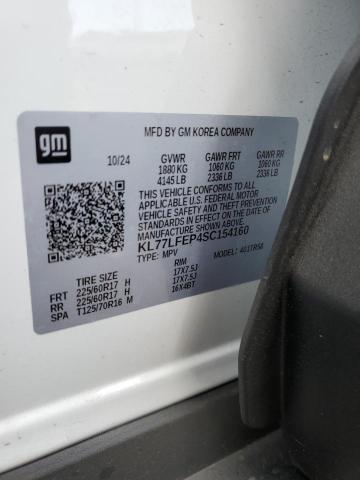 MFD BY GM KOREA COMPANY
gm
10/24 GVWR GAWR FRT GAWR RR
1880 KG 1060 KG 1060 KG
4145 LB 2336 LB 2336 LB
THIS VEHICLE CONFORMS TO ALL
APPLICABLE U.S. FEDERAL MOTOR
VEHICLE SAFETY, BUMPER, AND THEFT
PREVENTION STANDARDS IN EFFECT ON
THE DATE OF MANUFACTURE SHOWN ABOVE.
KL77LFEP4SC154160
TYPE: MPV MODEL: 4U1TR58
TIRE SIZE RIM
FRT 225/60R17 H 17X7.5J
RR 225/60R17 H 17X7.5J
SPA T125/70R16 M 16X4BT